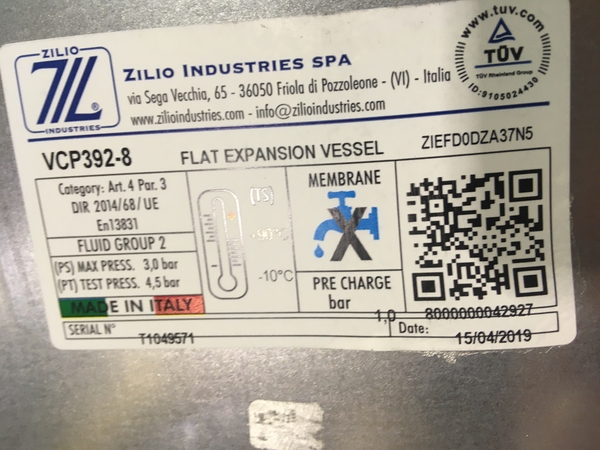 ZILIO
ZIL®
INDUSTRIES
ZILIO INDUSTRIES SPA
via Sega Vecchia, 65 - 36050 Friola di Pozzoleone - (VI) - Italia
www.zilioindustries.com - info@zilioindustries.com
www.tuv.com
TÜV
TÜV Rheinland Group
ID:9105024430
VCP392-8
FLAT EXPANSION VESSEL
ZIEFD0DZA37N5
Category: Art. 4 Par. 3
DIR 2014/68/UE
En13831
FLUID GROUP 2
(PS) MAX PRESS. 3,0 bar
(PT) TEST PRESS. 4,5 bar
MADE IN ITALY
(TS)
+90°C
-10°C
MEMBRANE
PRE CHARGE
bar
1,0
8000000042927
SERIAL N°
T1049571
Date:
15/04/2019